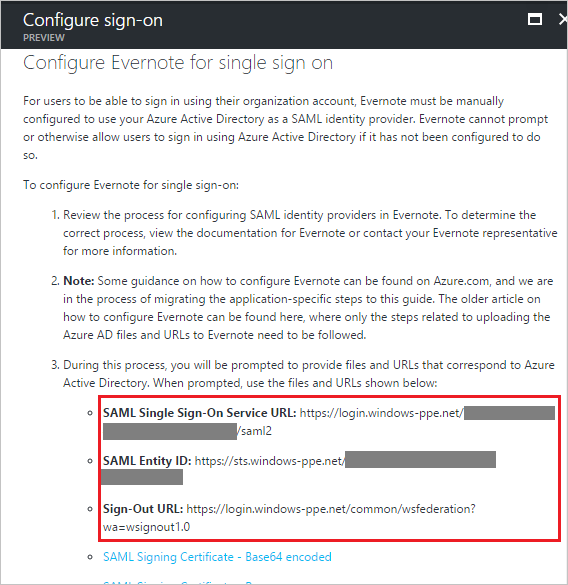 Configure sign-on
PREVIEW
Configure Evernote for single sign on
For users to be able to sign in using their organization account, Evernote must be manually
configured to use your Azure Active Directory as a SAML identity provider. Evernote cannot prompt
or otherwise allow users to sign in using Azure Active Directory if it has not been configured to do
so.
To configure Evernote for single sign-on:
1. Review the process for configuring SAML identity providers in Evernote. To determine the
correct process, view the documentation for Evernote or contact your Evernote representative
for more information.
2. Note: Some guidance on how to configure Evernote can be found on Azure.com, and we are
in the process of migrating the application-specific steps to this guide. The older article on
how to configure Evernote can be found here, where only the steps related to uploading the
Azure AD files and URLs to Evernote need to be followed.
3. During this process, you will be prompted to provide files and URLs that correspond to Azure
Active Directory. When prompted, use the files and URLs shown below:
SAML Single Sign-On Service URL: https://login.windows-ppe.net/
/saml2
SAML Entity ID: https://sts.windows-ppe.net/
Sign-Out URL: https://login.windows-ppe.net/common/wsfederation?
wa=wsignout1.0
SAML Signing Certificate - Base64 encoded